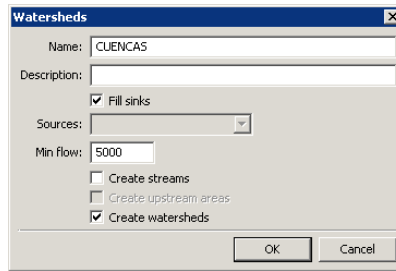 Watersheds
Name: CUENCAS
Description:
Fill sinks
Sources:
Min flow: 5000
Create streams
Create upstream areas
Create watersheds
OK Cancel